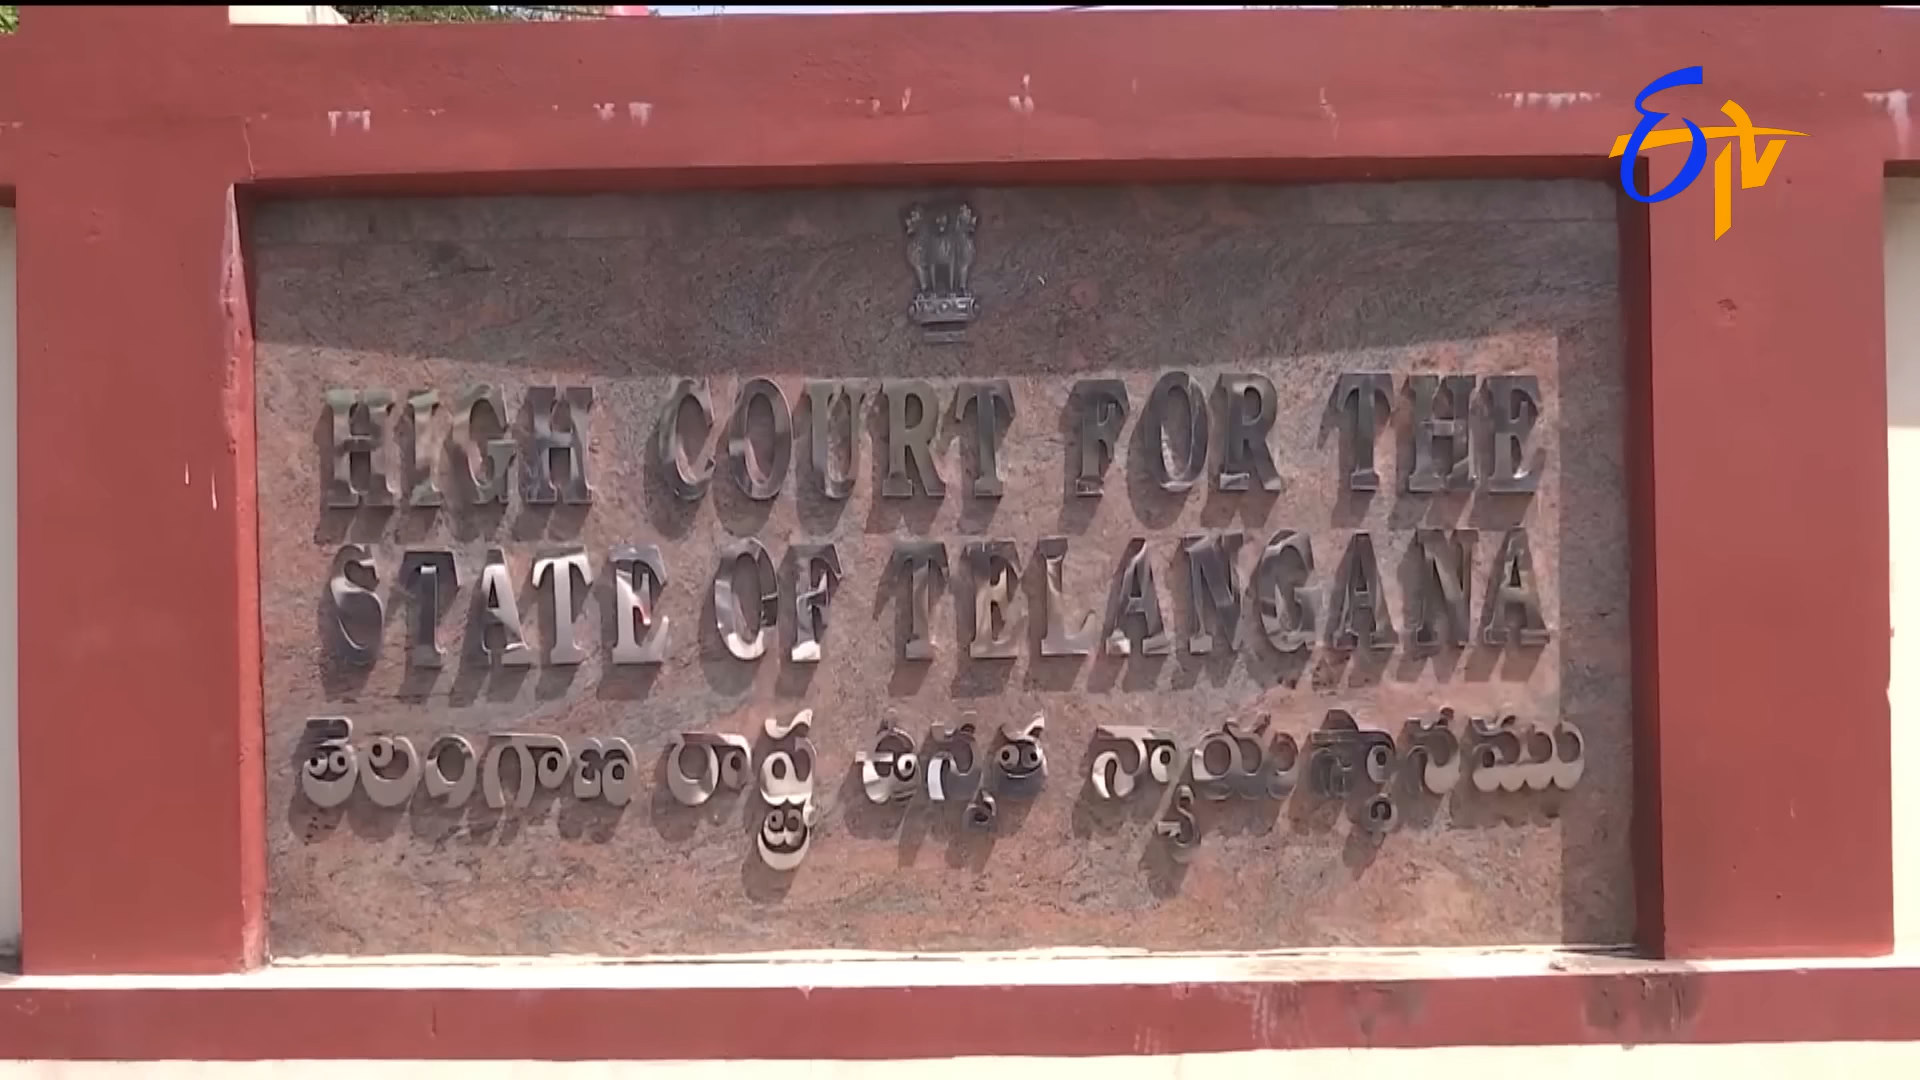 ETV
HIGH COURT FOR THE
STATE OF TELANGANA
తెలంగాణ రాష్ట్ర ఉన్నత న్యాయస్థానము